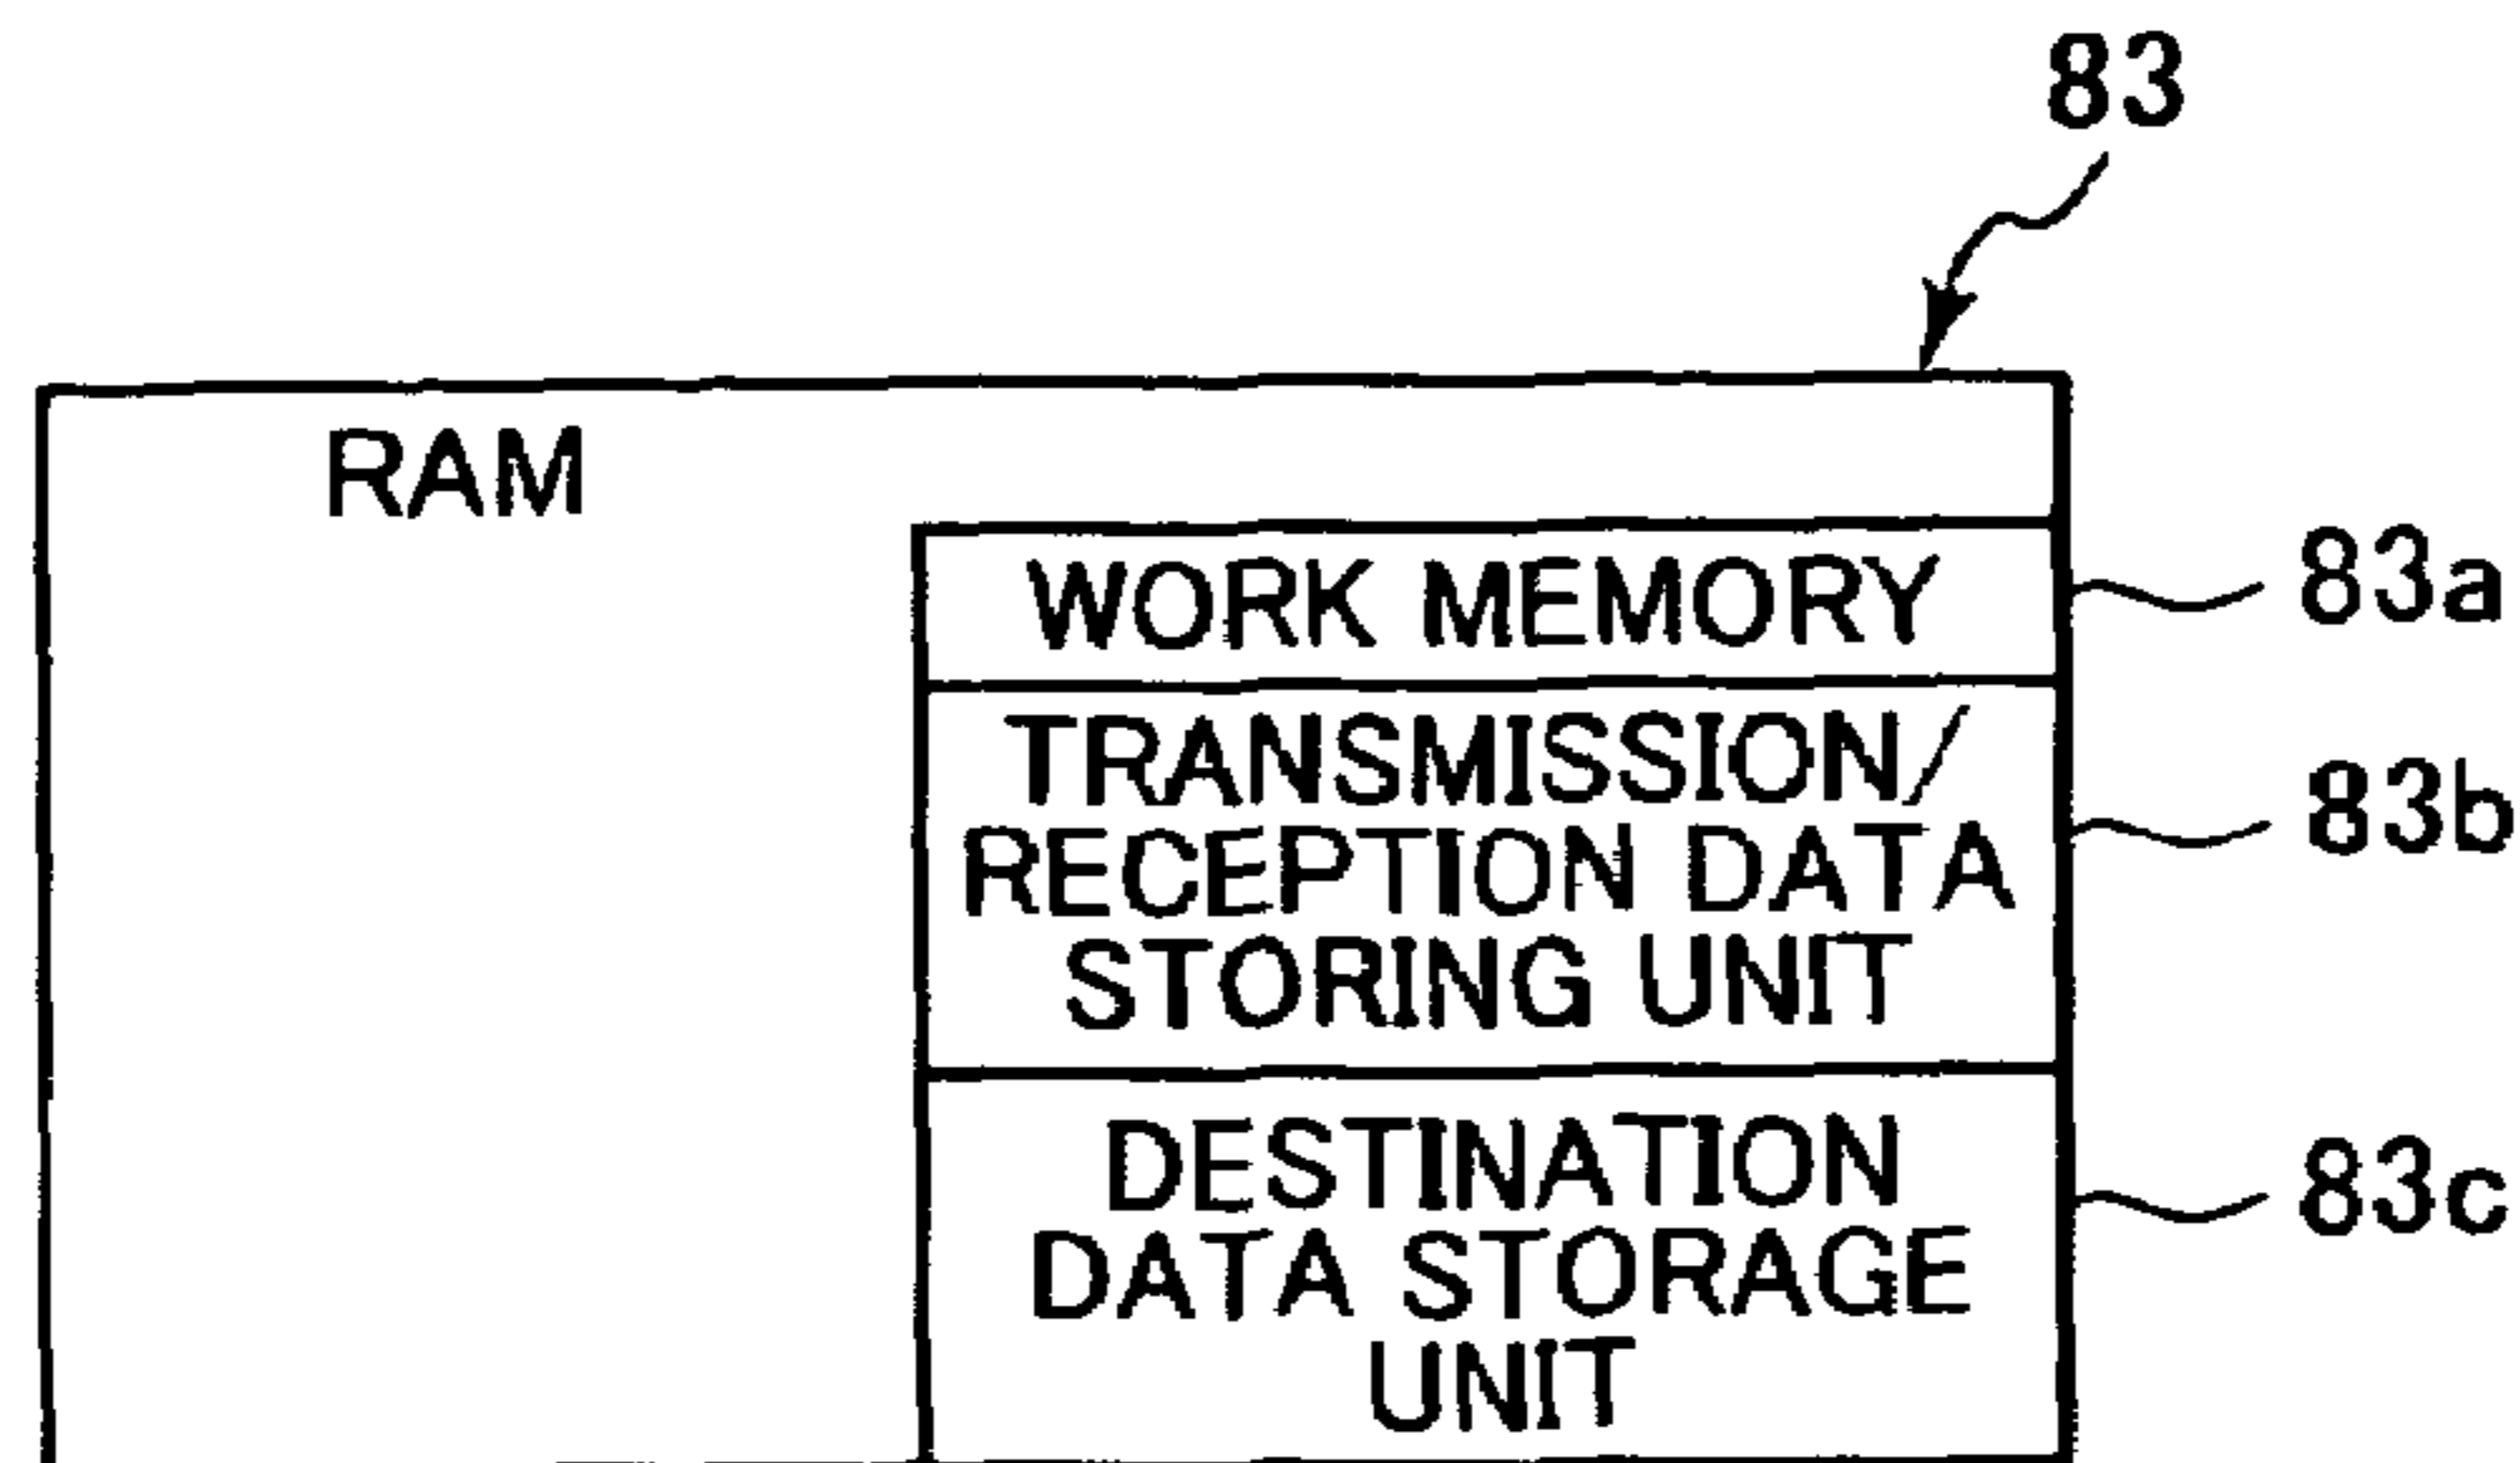 83
RAM
WORK MEMORY
83a
TRANSMISSION/
RECEPTION DATA
STORING UNIT
83b
DESTINATION
DATA STORAGE
UNIT
83c